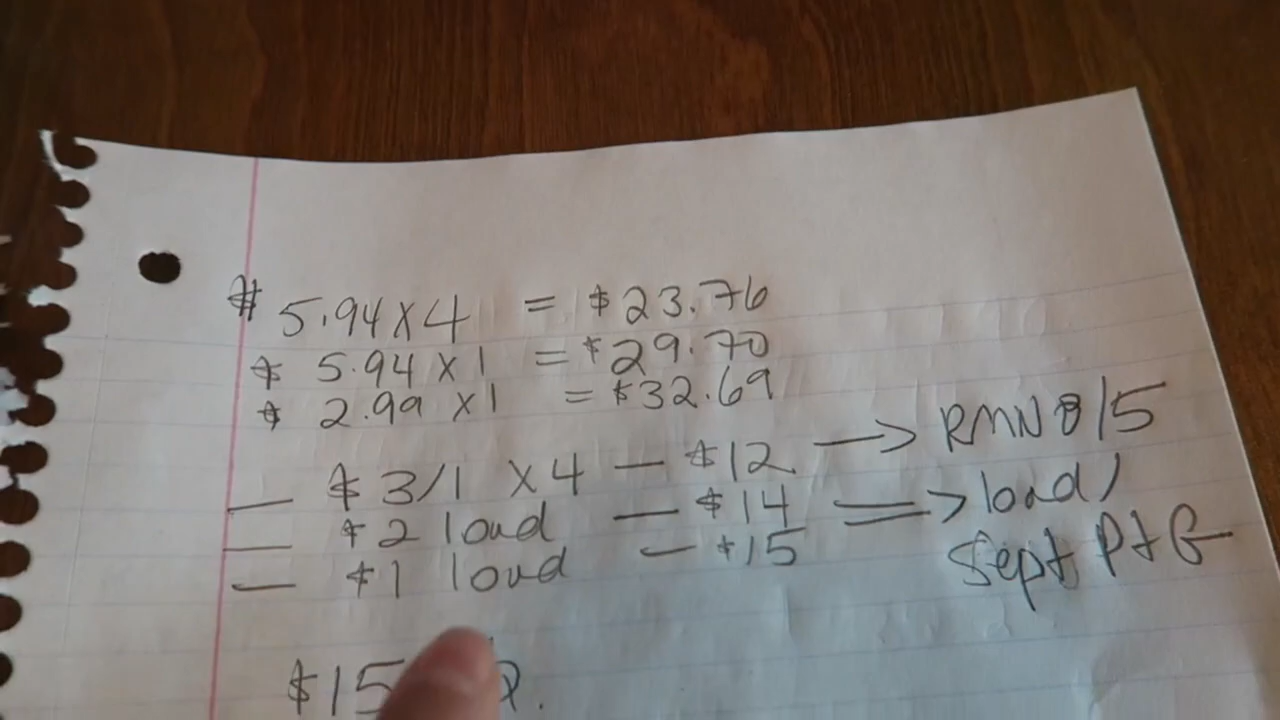 $ 5.94 X 4 = $23.76
$ 5.94 X 1 = $29.70
$ 2.99 X 1 = $32.69
— $3/1 X 4 — $12 → RMN 8/5
— $2 load — $14 => load/
— $1 load — $15 Sept P&G
$15